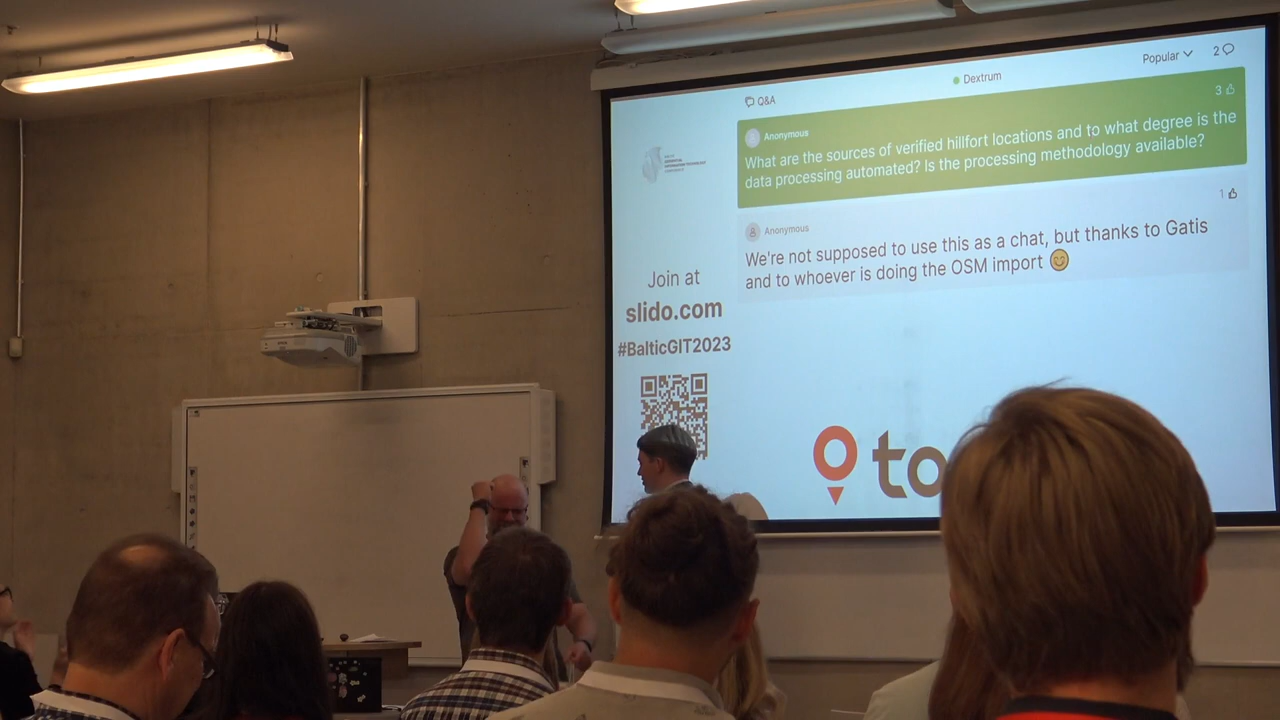 Popular
2
Dextrum
Q&A
3
Anonymous
What are the sources of verified hillfort locations and to what degree is the
data processing automated? Is the processing methodology available?
1
Anonymous
We're not supposed to use this as a chat, but thanks to Gatis
and to whoever is doing the OSM import 😊
Join at
slido.com
#BalticGIT2023
to